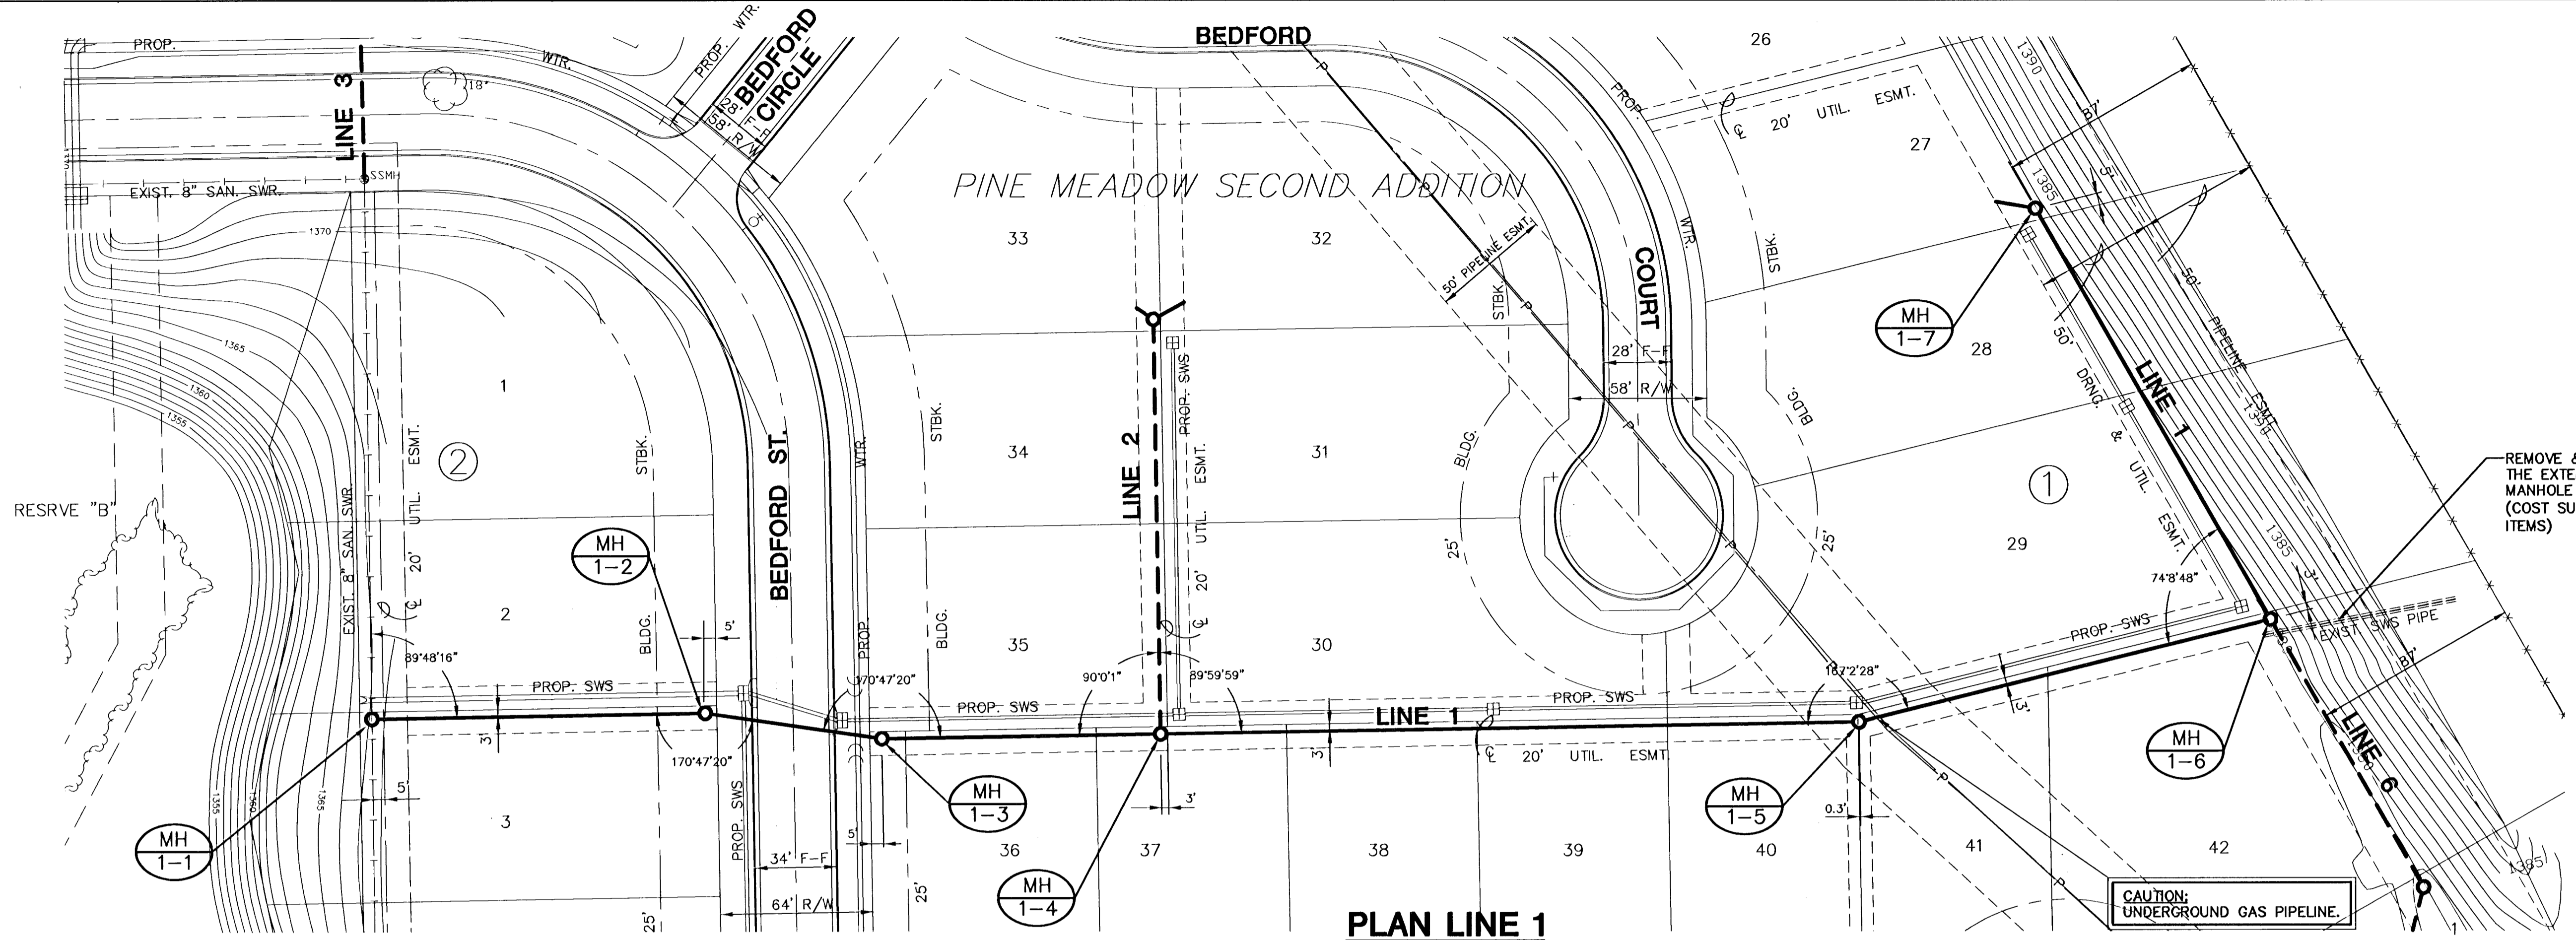 PROP.
WTR.
PROP. WTR.
BEDFORD
CIRCLE
28' F-F
58' R/W
BEDFORD
26
1390
87'
LINE 3
18"
SSMH
EXIST. 8" SAN. SWR.
1370
PINE MEADOW SECOND ADDITION
33
32
50' PIPELINE ESMT.
STBK.
COURT
PROP.
WTR.
STBK.
℄ 20' UTIL. ESMT.
27
1385
5'
50'
PIPELINE
ESMT.
1390
MH
1-7
28
50'
DRNG. & UTIL. ESMT.
LINE 1
1365
1360
1355
1
2
20' UTIL. ESMT.
℄
STBK.
BEDFORD ST.
WTR.
STBK.
34
LINE 2
PROP. SWS
℄ 20' UTIL. ESMT.
31
28' F-F
58' R/W
BLDG.
BLDG.
25'
25'
1
29
1385
REMOVE &
THE EXTE
MANHOLE
(COST SU
ITEMS)
RESRVE "B"
EXIST. 8" SAN. SWR.
MH
1-2
2
BLDG.
5'
PROP.
BLDG.
35
30
74°8'48"
3'
EXIST SWS PIPE
PROP. SWS
87'
89°48'16"
PROP. SWS
170°47'20"
PROP. SWS
90°0'1"
89°59'59"
PROP. SWS
167°2'28"
LINE 1
3'
170°47'20"
3'
℄ 20' UTIL. ESMT.
3'
LINE 6
1390
MH
1-6
5'
1355
1360
1365
MH
1-1
3
PROP. SWS
34' F-F
64' R/W
25'
5'
25'
MH
1-3
3'
36
37
MH
1-4
38
39
MH
1-5
0.3'
40
41
42
1385
CAUTION:
UNDERGROUND GAS PIPELINE.
PLAN LINE 1